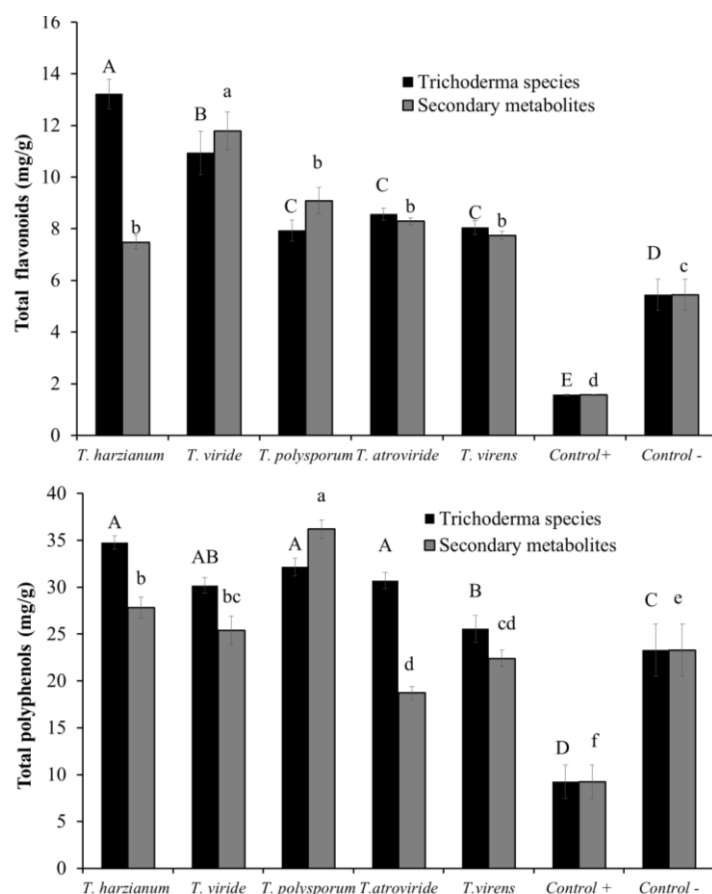 16
A
14
Trichoderma species
a
Secondary metabolites
B
12
b
10
C
C
b
C
b
8
b
D
c
6
4
E
d
2
0
Total flavonoids (mg/g)
T. harzianum T. viride T. polysporum T. atroviride T. virens Control+ Control -
40
a
Trichoderma species
35
A
A
A
Secondary metabolites
AB
b
30
bc
B
C
e
25
cd
d
20
15
D
f
10
5
0
Total polyphenols (mg/g)
T. harzianum T. viride T. polysporum T.atroviride T.virens Control + Control -